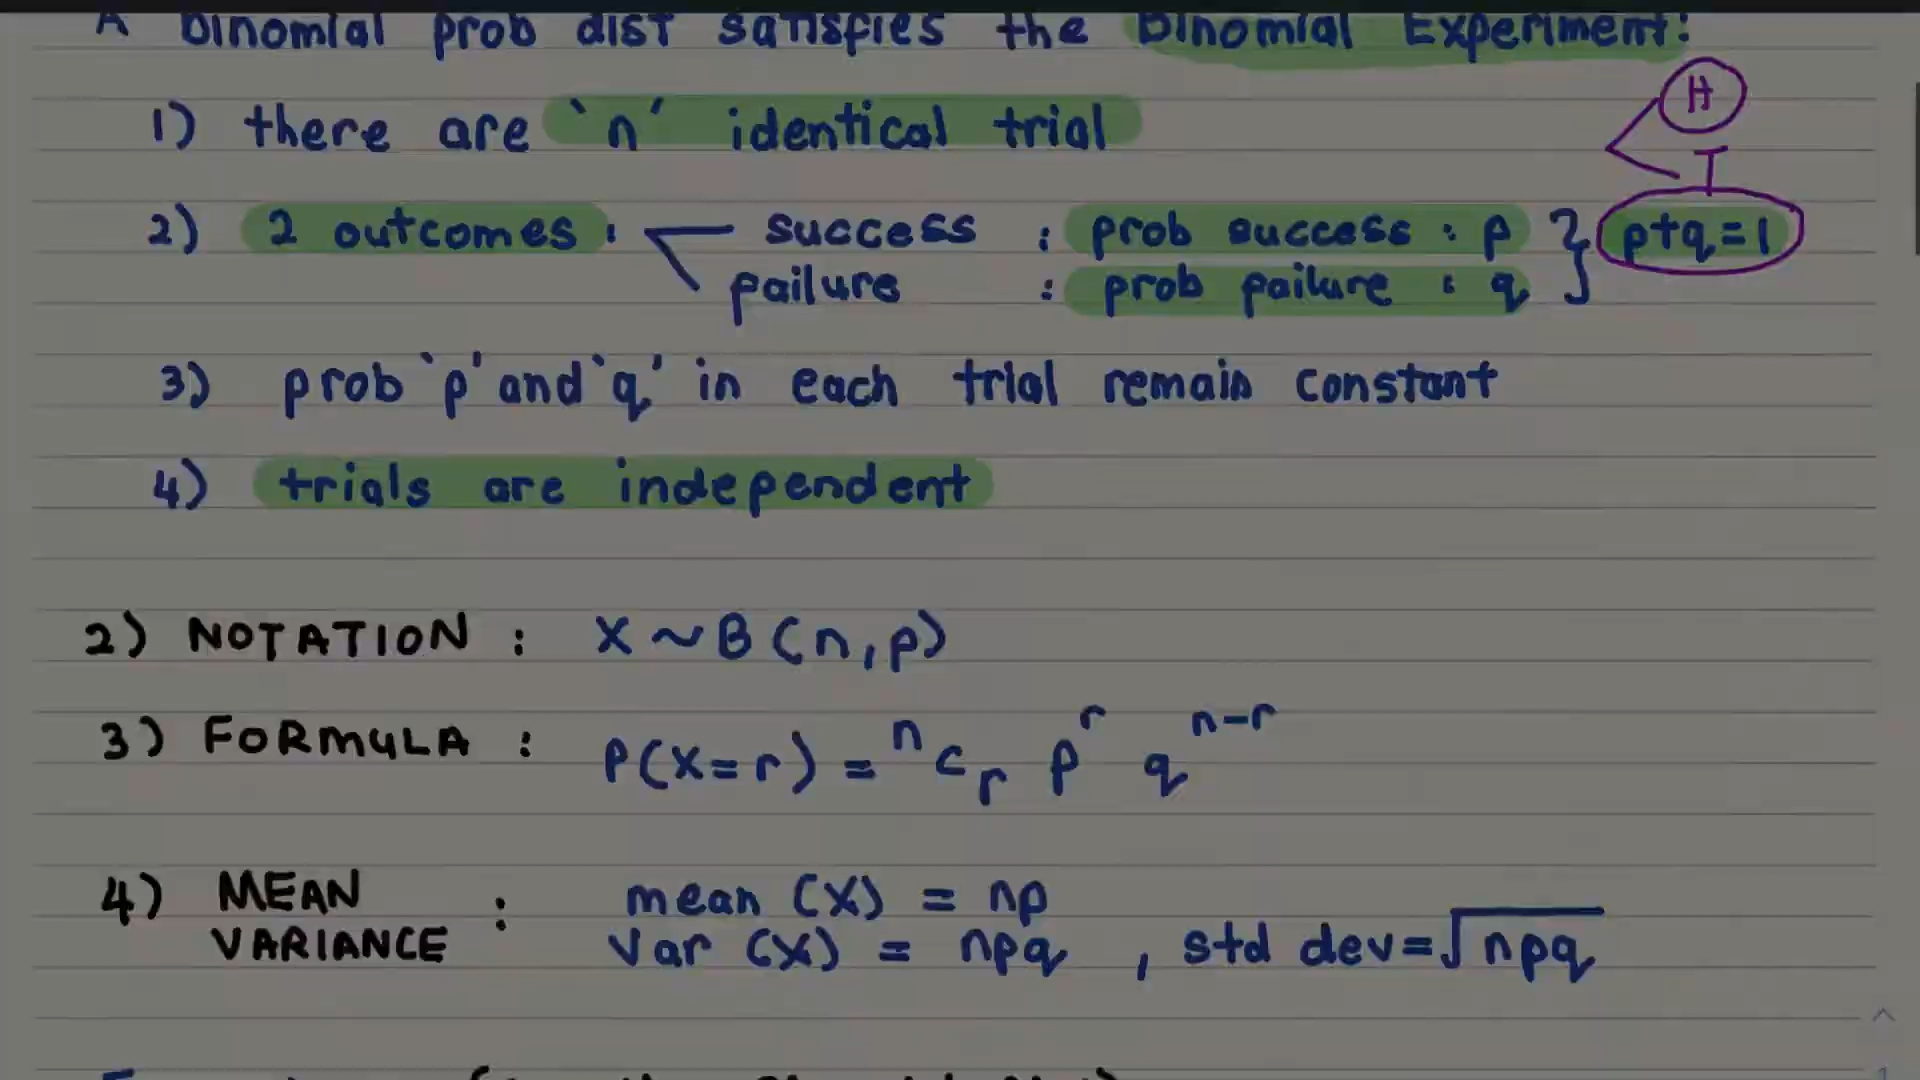 A Binomial prob dist satisfies the Binomial Experiment:
1) there are 'n' identical trial
H
T
2) 2 outcomes : success : prob success : p } p+q=1
failure : prob failure : q
3) prob 'p' and 'q' in each trial remain constant
4) trials are independent
2) NOTATION : X ~ B (n, p)
3) FORMULA : P(X=r) = ⁿCᵣ pʳ qⁿ⁻ʳ
4) MEAN : mean (X) = np
VARIANCE Var (X) = npq , std dev = √npq